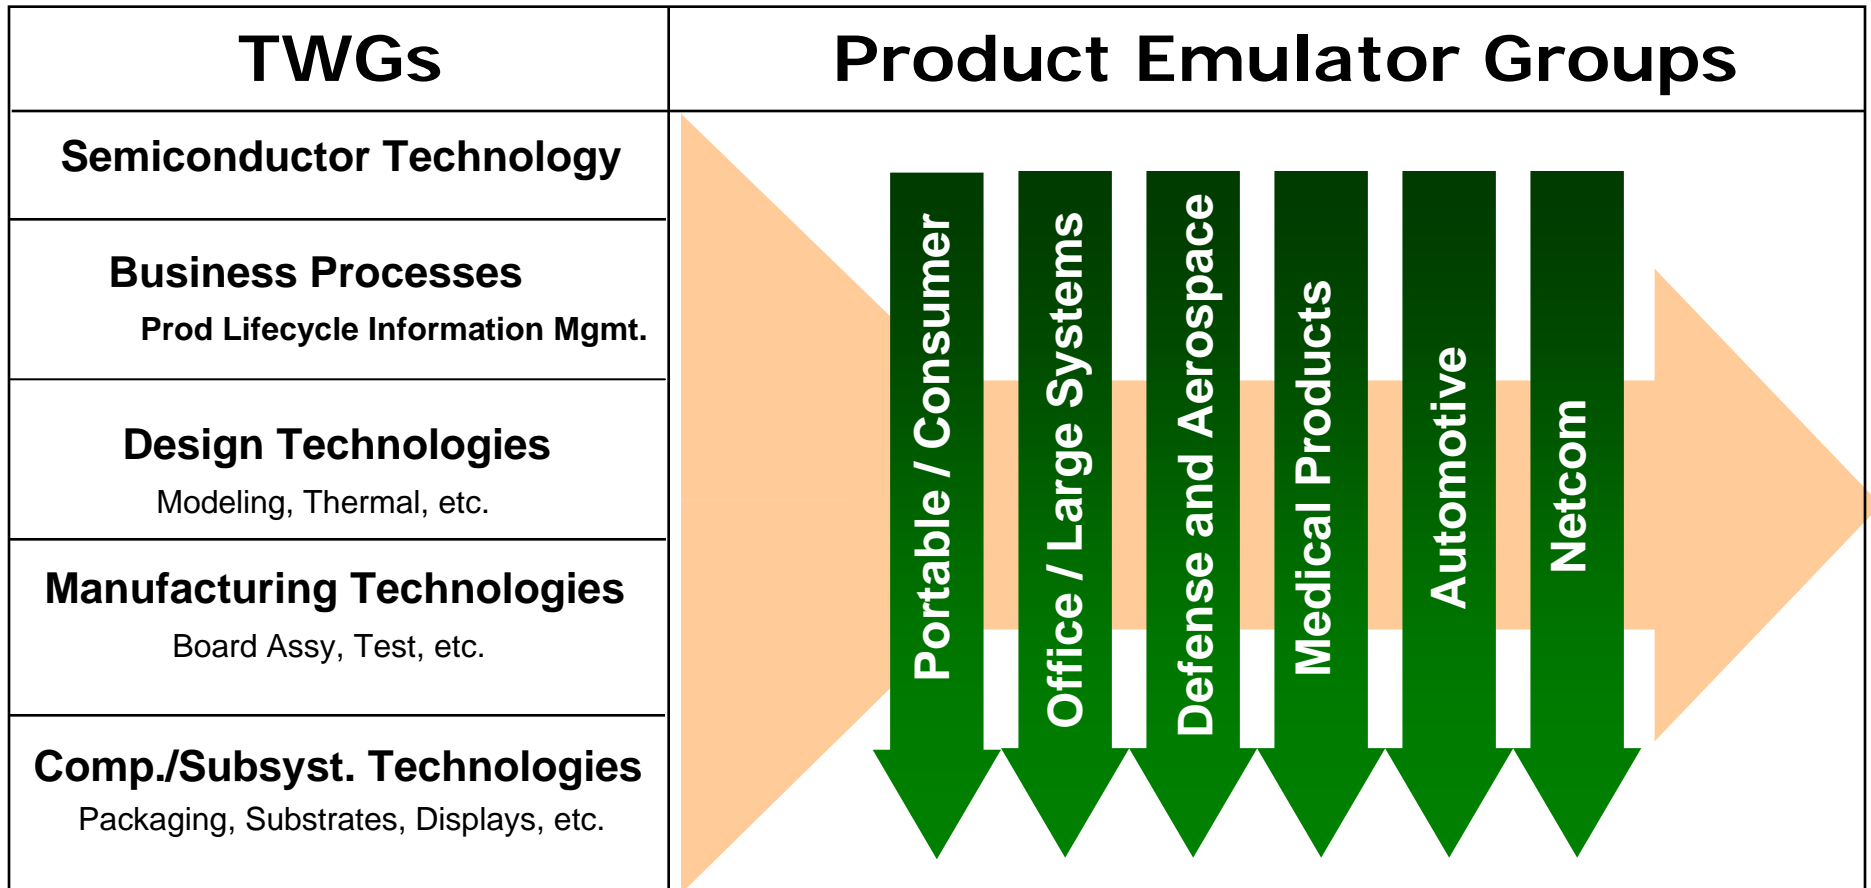 TWGs
Product Emulator Groups
Semiconductor Technology
Business Processes
Prod Lifecycle Information Mgmt.
Design Technologies
Modeling, Thermal, etc.
Manufacturing Technologies
Board Assy, Test, etc.
Comp./Subsyst. Technologies
Packaging, Substrates, Displays, etc.
Portable / Consumer
Office / Large Systems
Defense and Aerospace
Medical Products
Automotive
Netcom